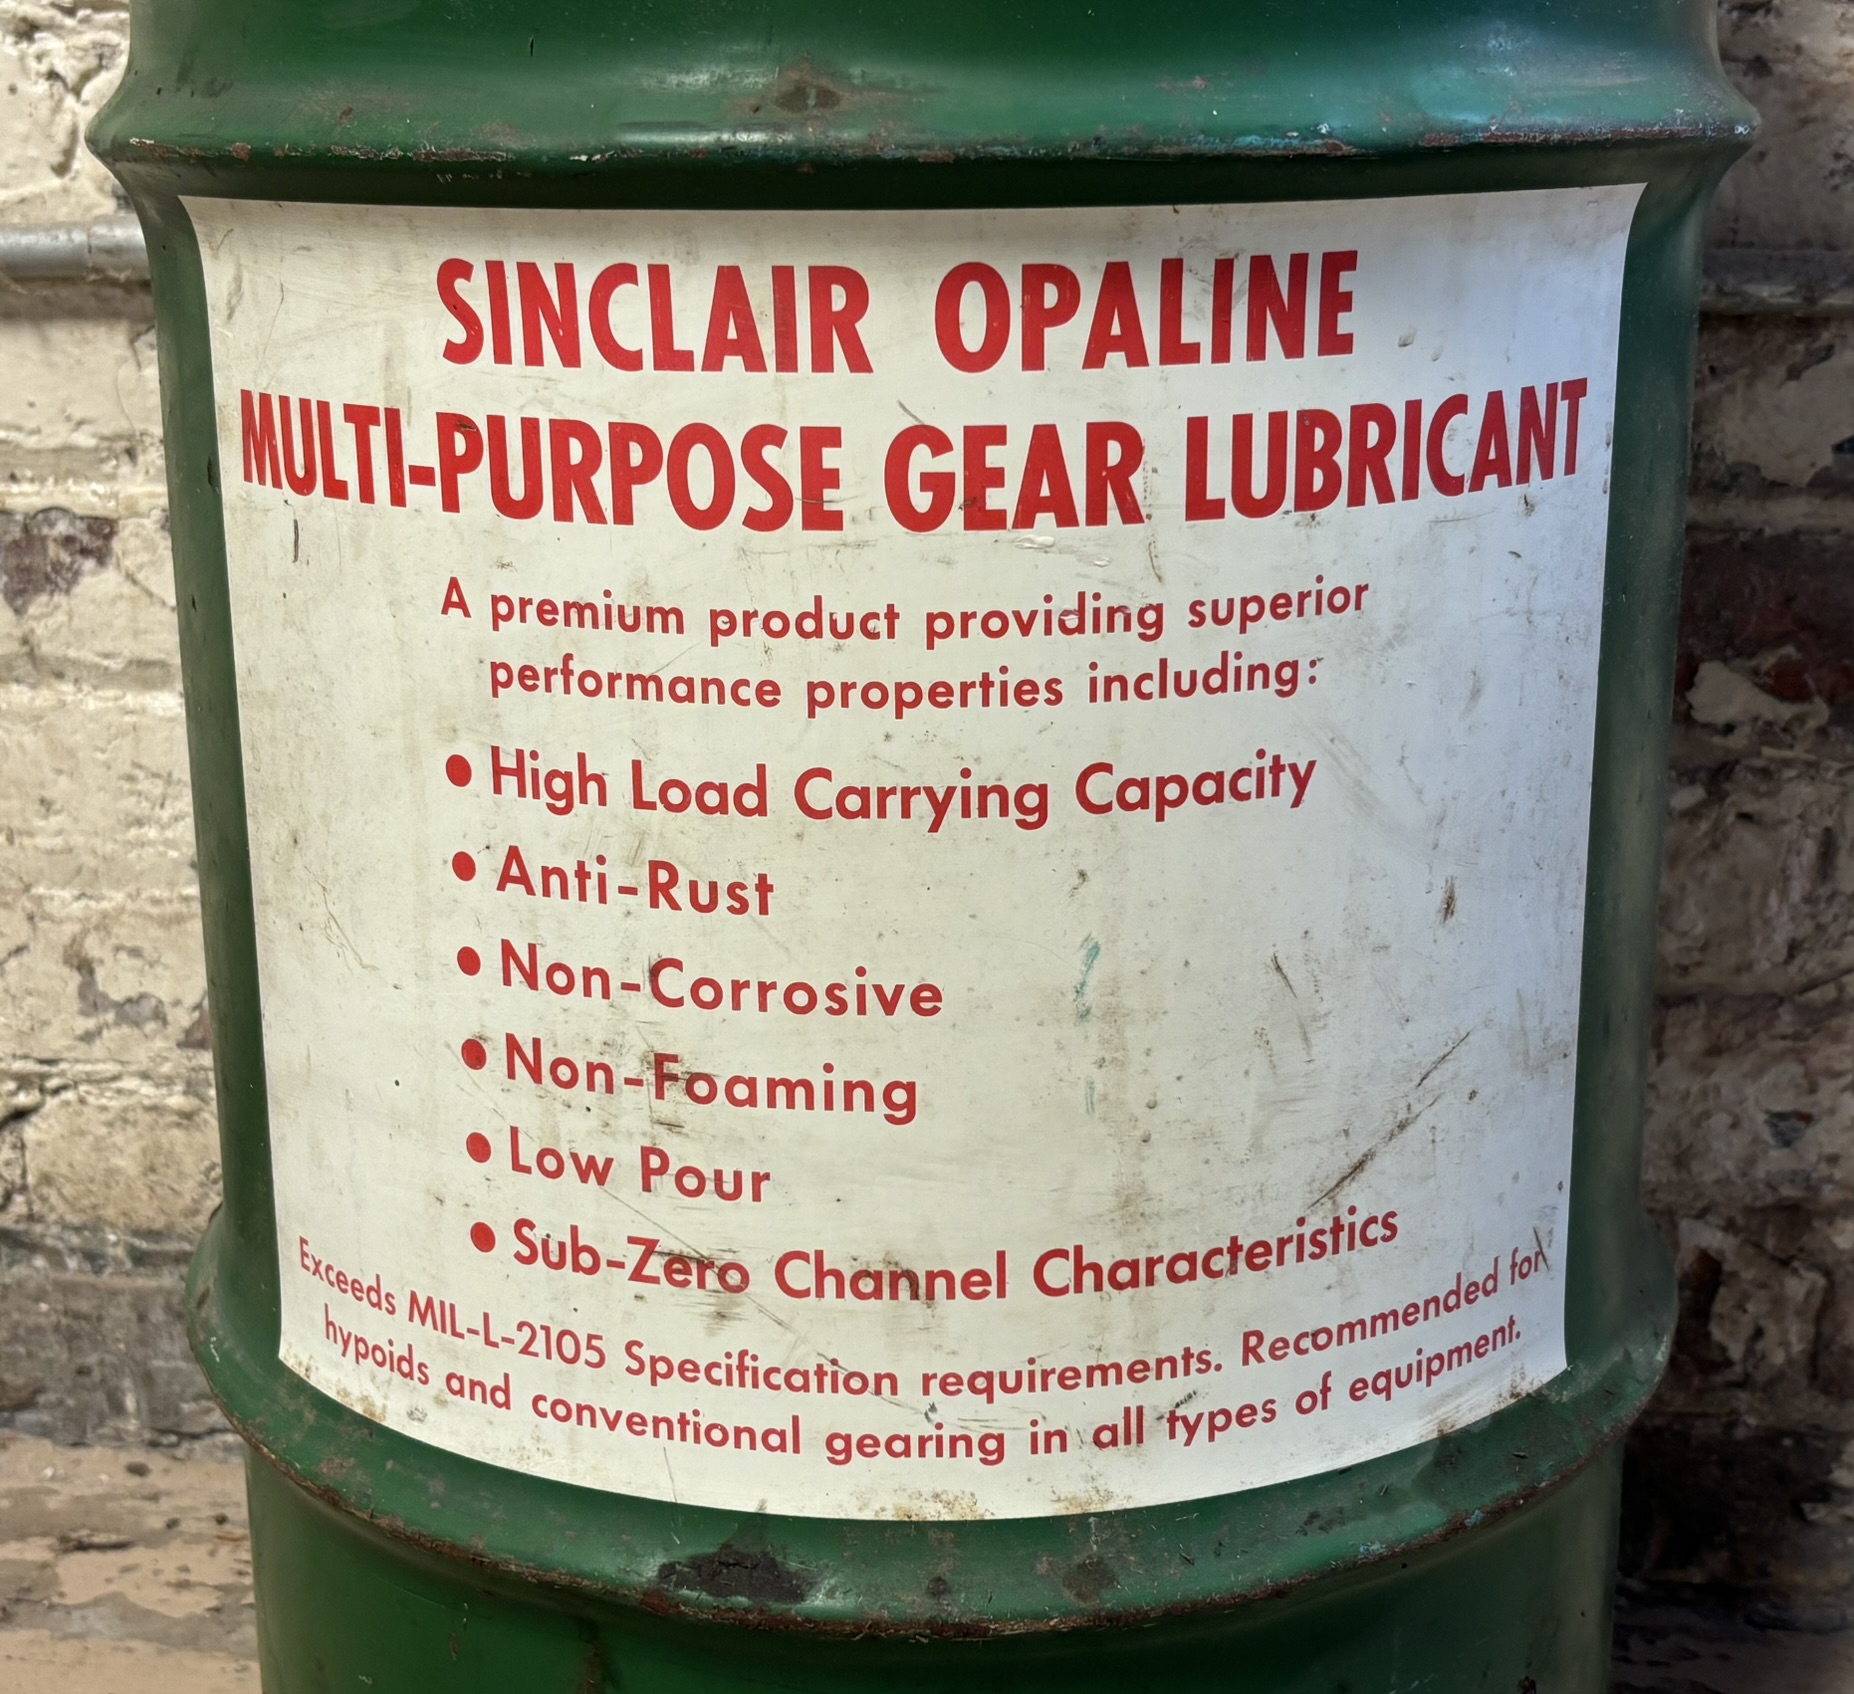 SINCLAIR OPALINE
MULTI-PURPOSE GEAR LUBRICANT
A premium product providing superior
performance properties including:
• High Load Carrying Capacity
• Anti-Rust
• Non-Corrosive
• Non-Foaming
• Low Pour
• Sub-Zero Channel Characteristics
Exceeds MIL-L-2105 Specification requirements. Recommended for
hypoids and conventional gearing in all types of equipment.